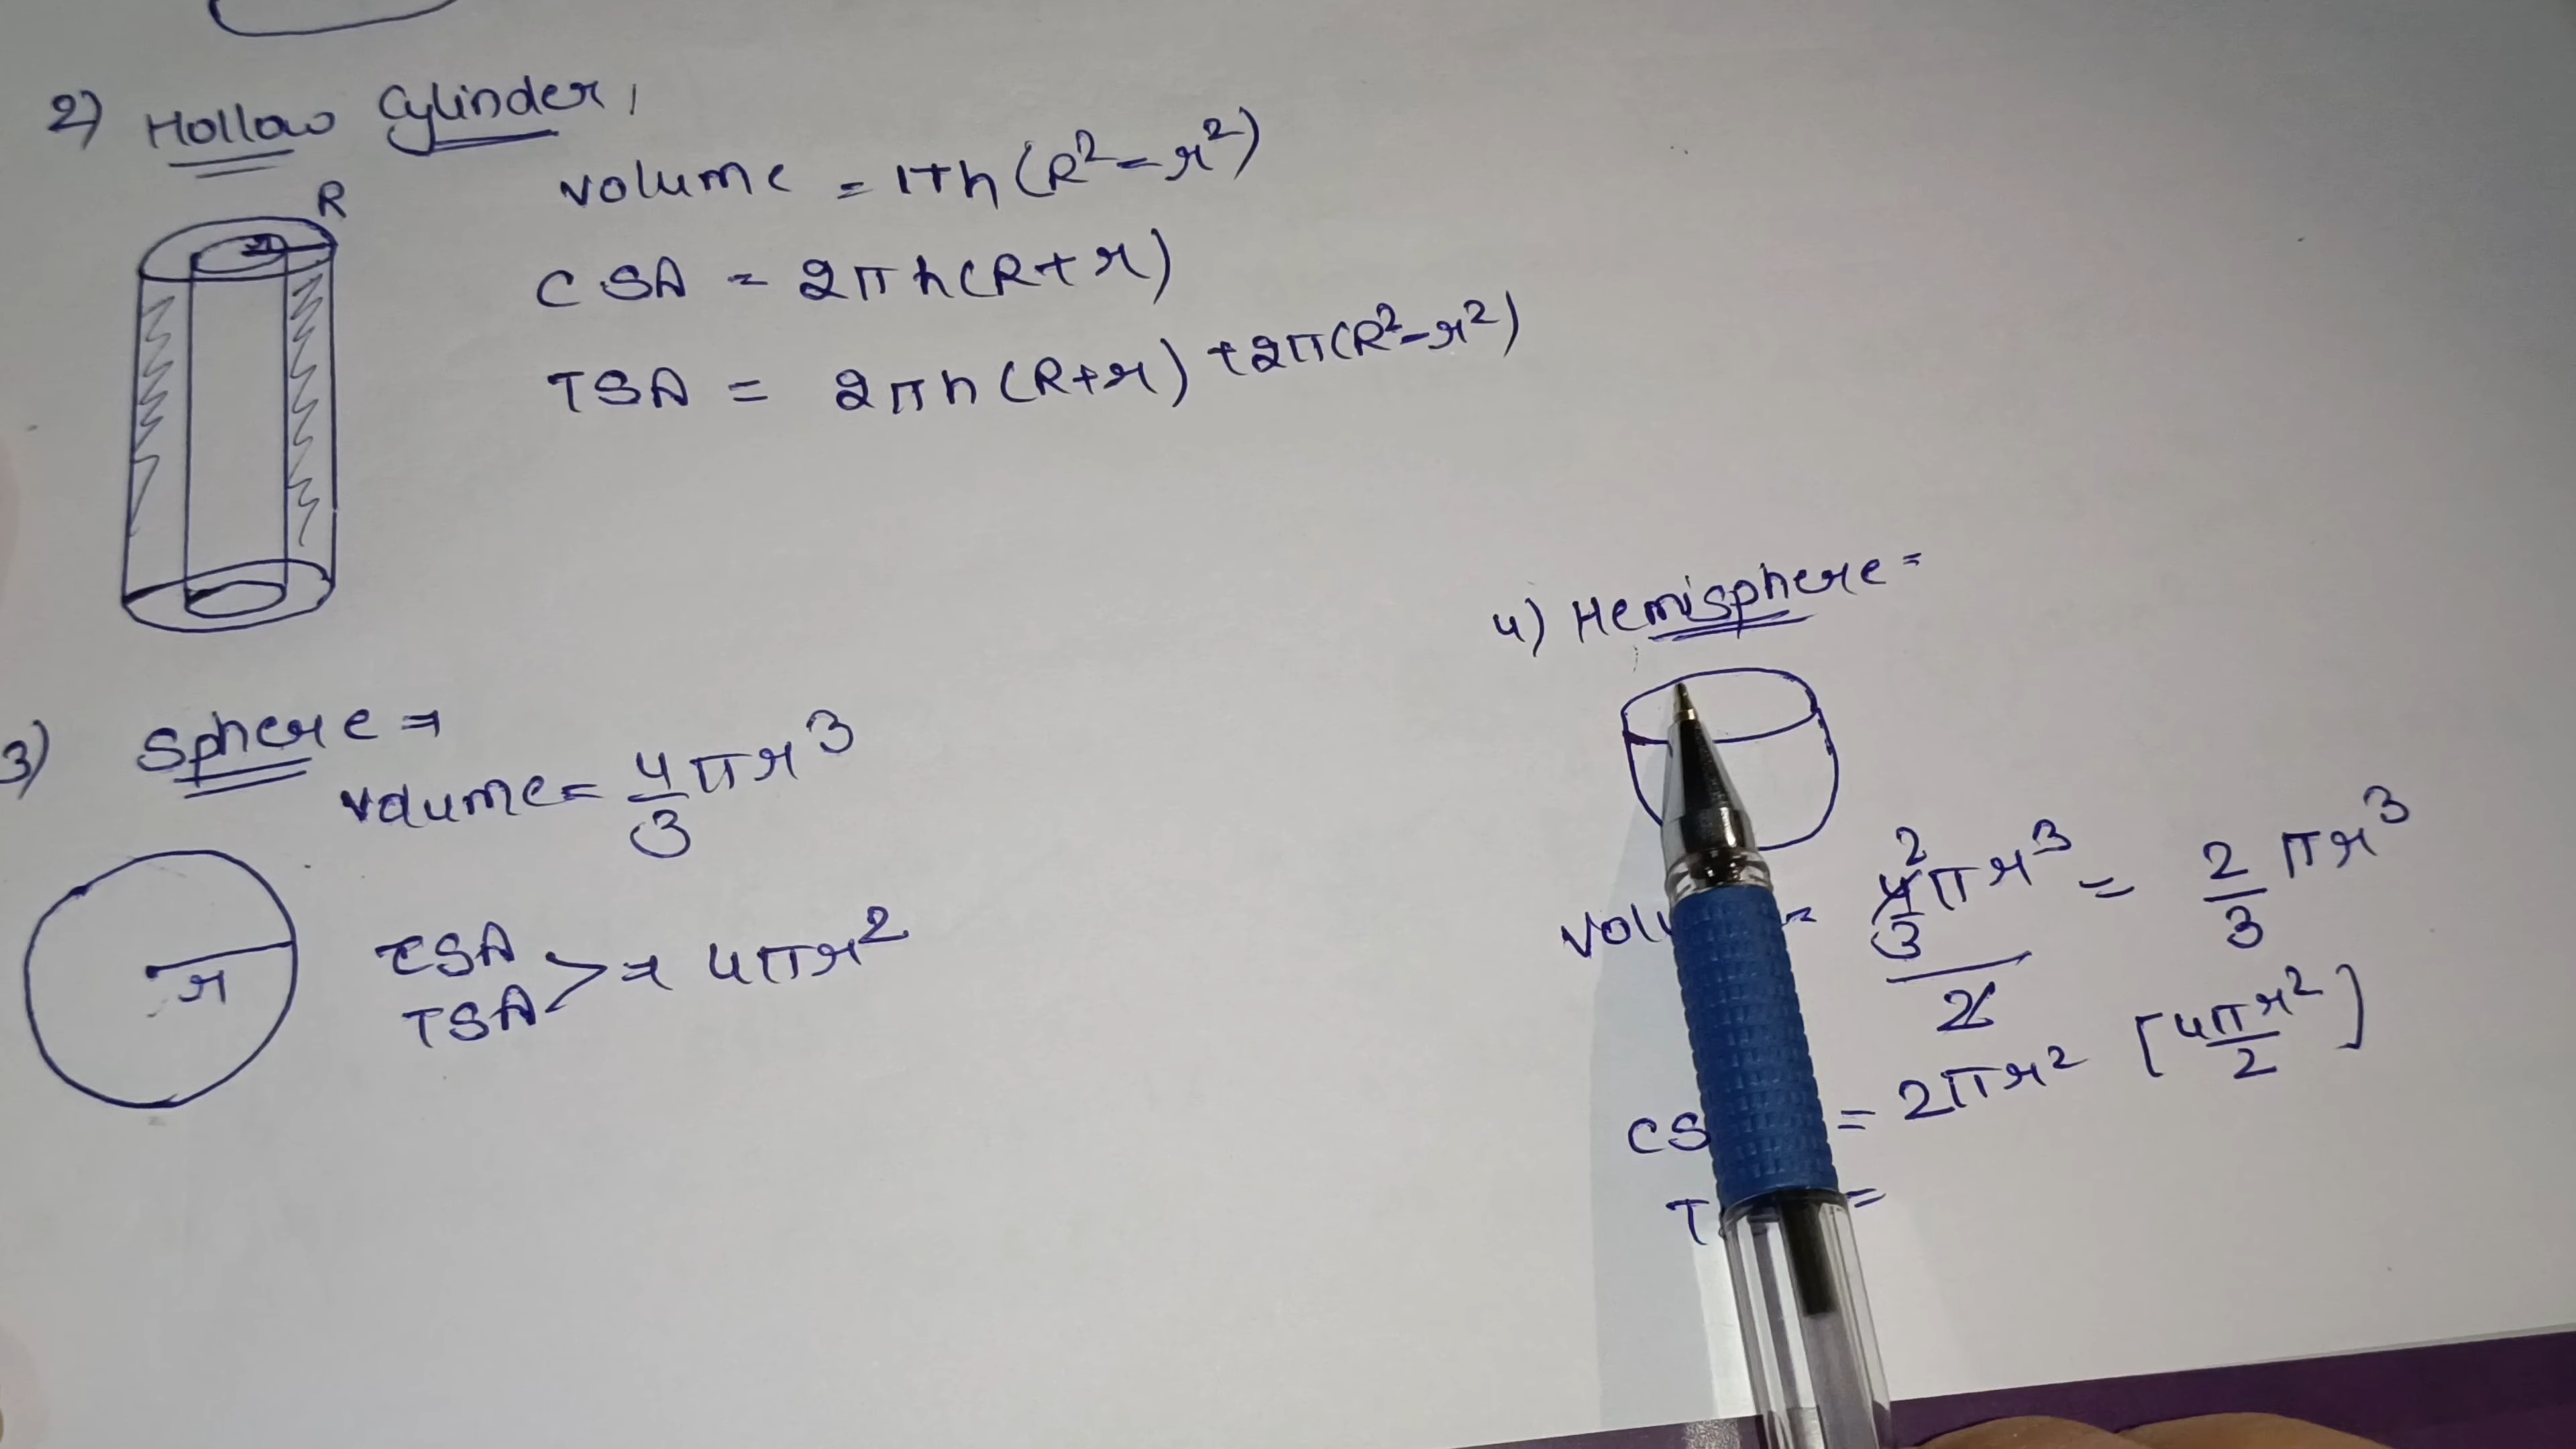 2) Hollow Cylinder,
R
r
volume = πh(R²-r²)
CSA = 2πh(R+r)
TSA = 2πh(R+r)+2π(R²-r²)
3) Sphere =
volume = 4/3 πr³
r
CSA
TSA > = 4πr²
4) Hemisphere =
= 4/3 πr³ / 2 = 2/3 πr³
2
= 2πr² [4πr²/2]
=